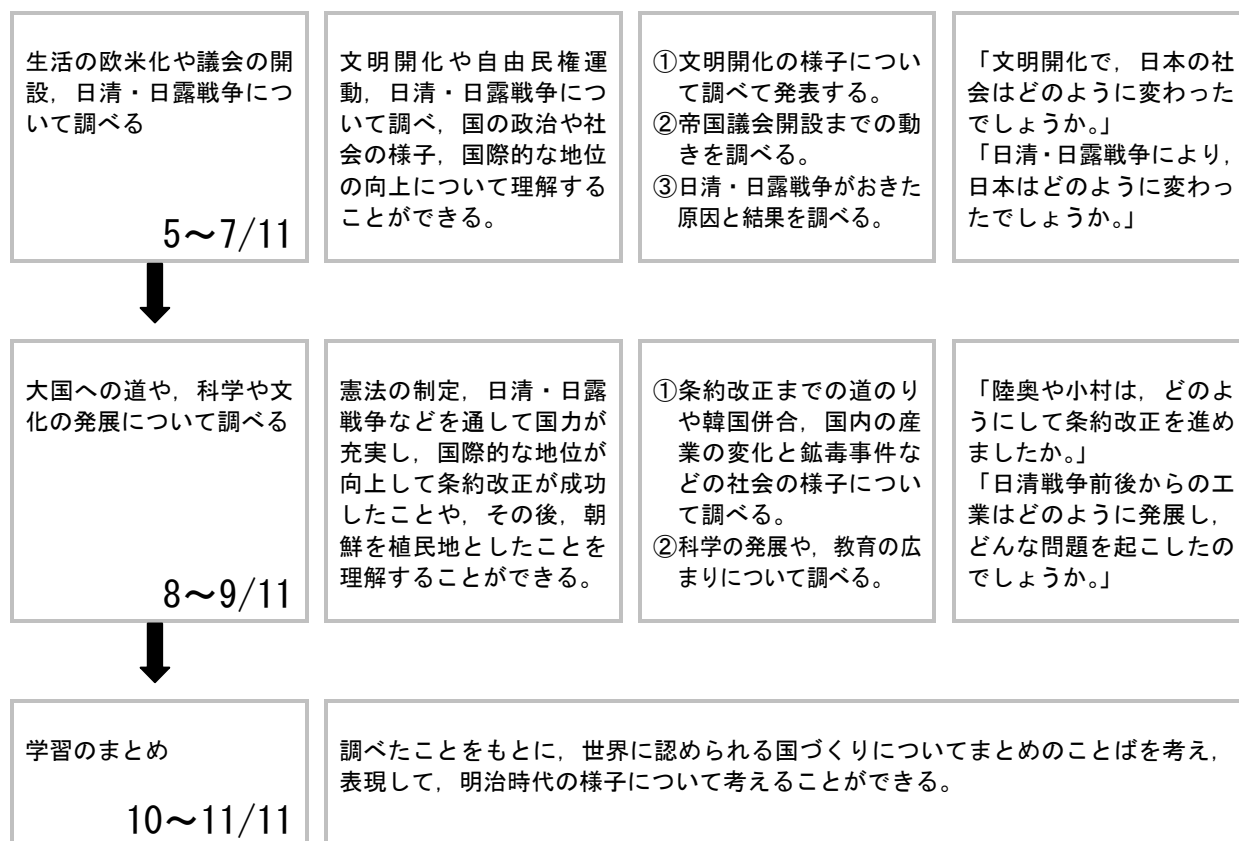 生活の欧米化や議会の開
設，日清・日露戦争につ
いて調べる
5～7/11
文明開化や自由民権運
動，日清・日露戦争につ
いて調べ，国の政治や社
会の様子，国際的な地位
の向上について理解する
ことができる。
①文明開化の様子につい
て調べて発表する。
②帝国議会開設までの動
きを調べる。
③日清・日露戦争がおきた
原因と結果を調べる。
「文明開化で，日本の社
会はどのように変わった
でしょうか。」
「日清・日露戦争により，
日本はどのように変わっ
たでしょうか。」
大国への道や，科学や文
化の発展について調べる
8～9/11
憲法の制定，日清・日露
戦争などを通して国力が
充実し，国際的な地位が
向上して条約改正が成功
したことや，その後，朝
鮮を植民地としたことを
理解することができる。
①条約改正までの道のり
や韓国併合，国内の産
業の変化と鉱毒事件な
どの社会の様子につい
て調べる。
②科学の発展や，教育の広
まりについて調べる。
「陸奥や小村は，どのよ
うにして条約改正を進め
ましたか。」
「日清戦争前後からの工
業はどのように発展し，
どんな問題を起こしたの
でしょうか。」
学習のまとめ
10～11/11
調べたことをもとに，世界に認められる国づくりについてまとめのことばを考え，
表現して，明治時代の様子について考えることができる。